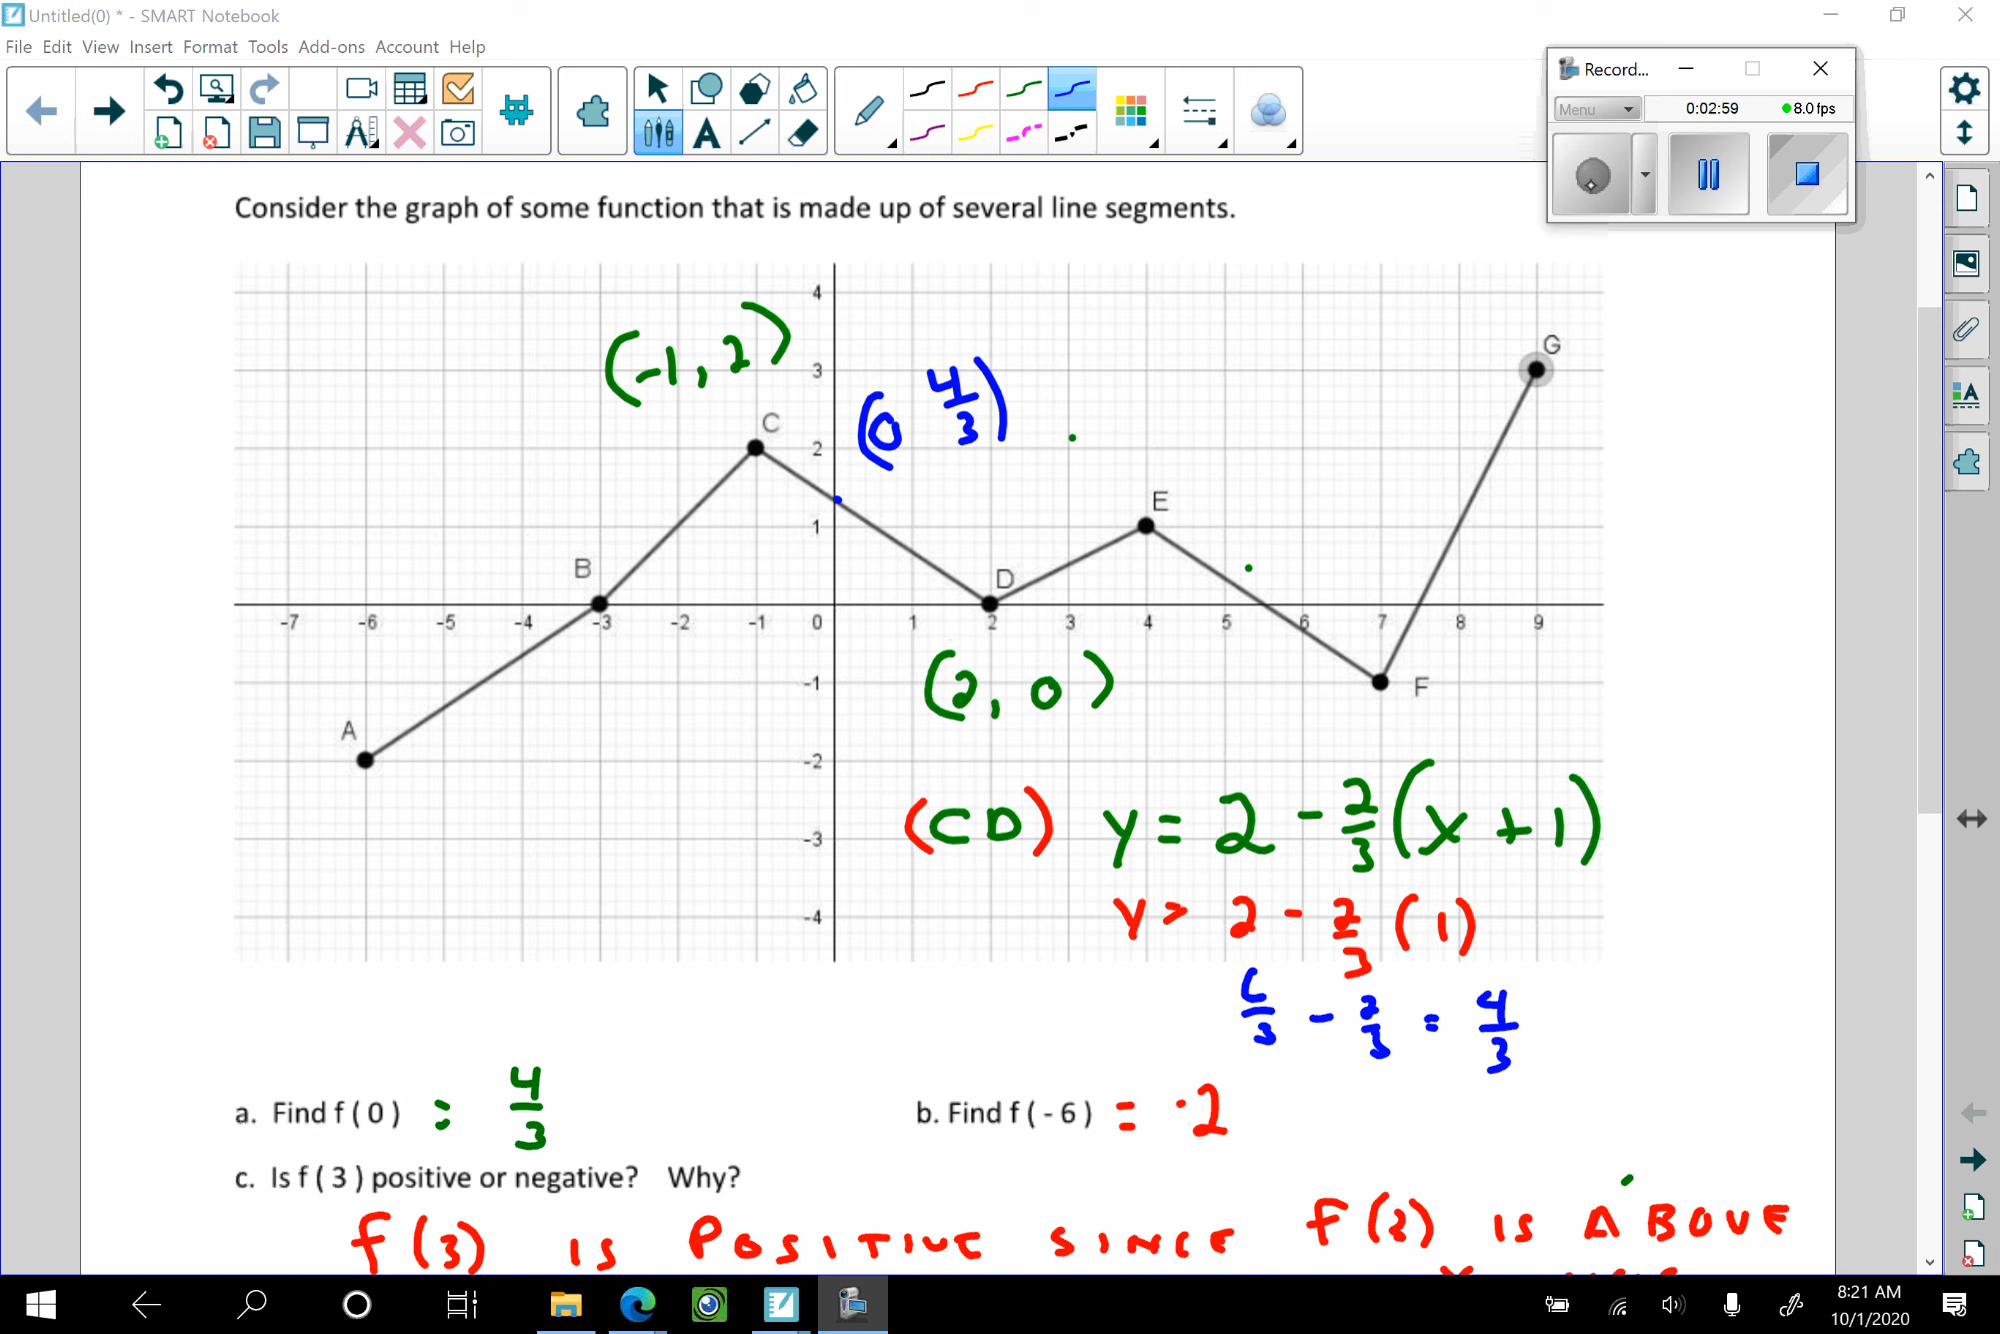 Untitled(0) * - SMART Notebook
File Edit View Insert Format Tools Add-ons Account Help
Record...
Menu 0:02:59 8.0 fps
Consider the graph of some function that is made up of several line segments.
4
(-1, 2)
3
G
(0 4/3)
C
2
E
1
B
D
-7 -6 -5 -4 -3 -2 -1 0 1 2 3 4 5 6 7 8 9
-1
(2, 0)
F
A
-2
(CD) y = 2 - 2/3 (x + 1)
-3
y = 2 - 2/3 (1)
-4
6/3 - 2/3 = 4/3
a. Find f ( 0 ) = 4/3
b. Find f ( - 6 ) = -2
c. Is f ( 3 ) positive or negative? Why?
f(3) IS POSITIVE SINCE f(3) IS ABOVE
8:21 AM
10/1/2020